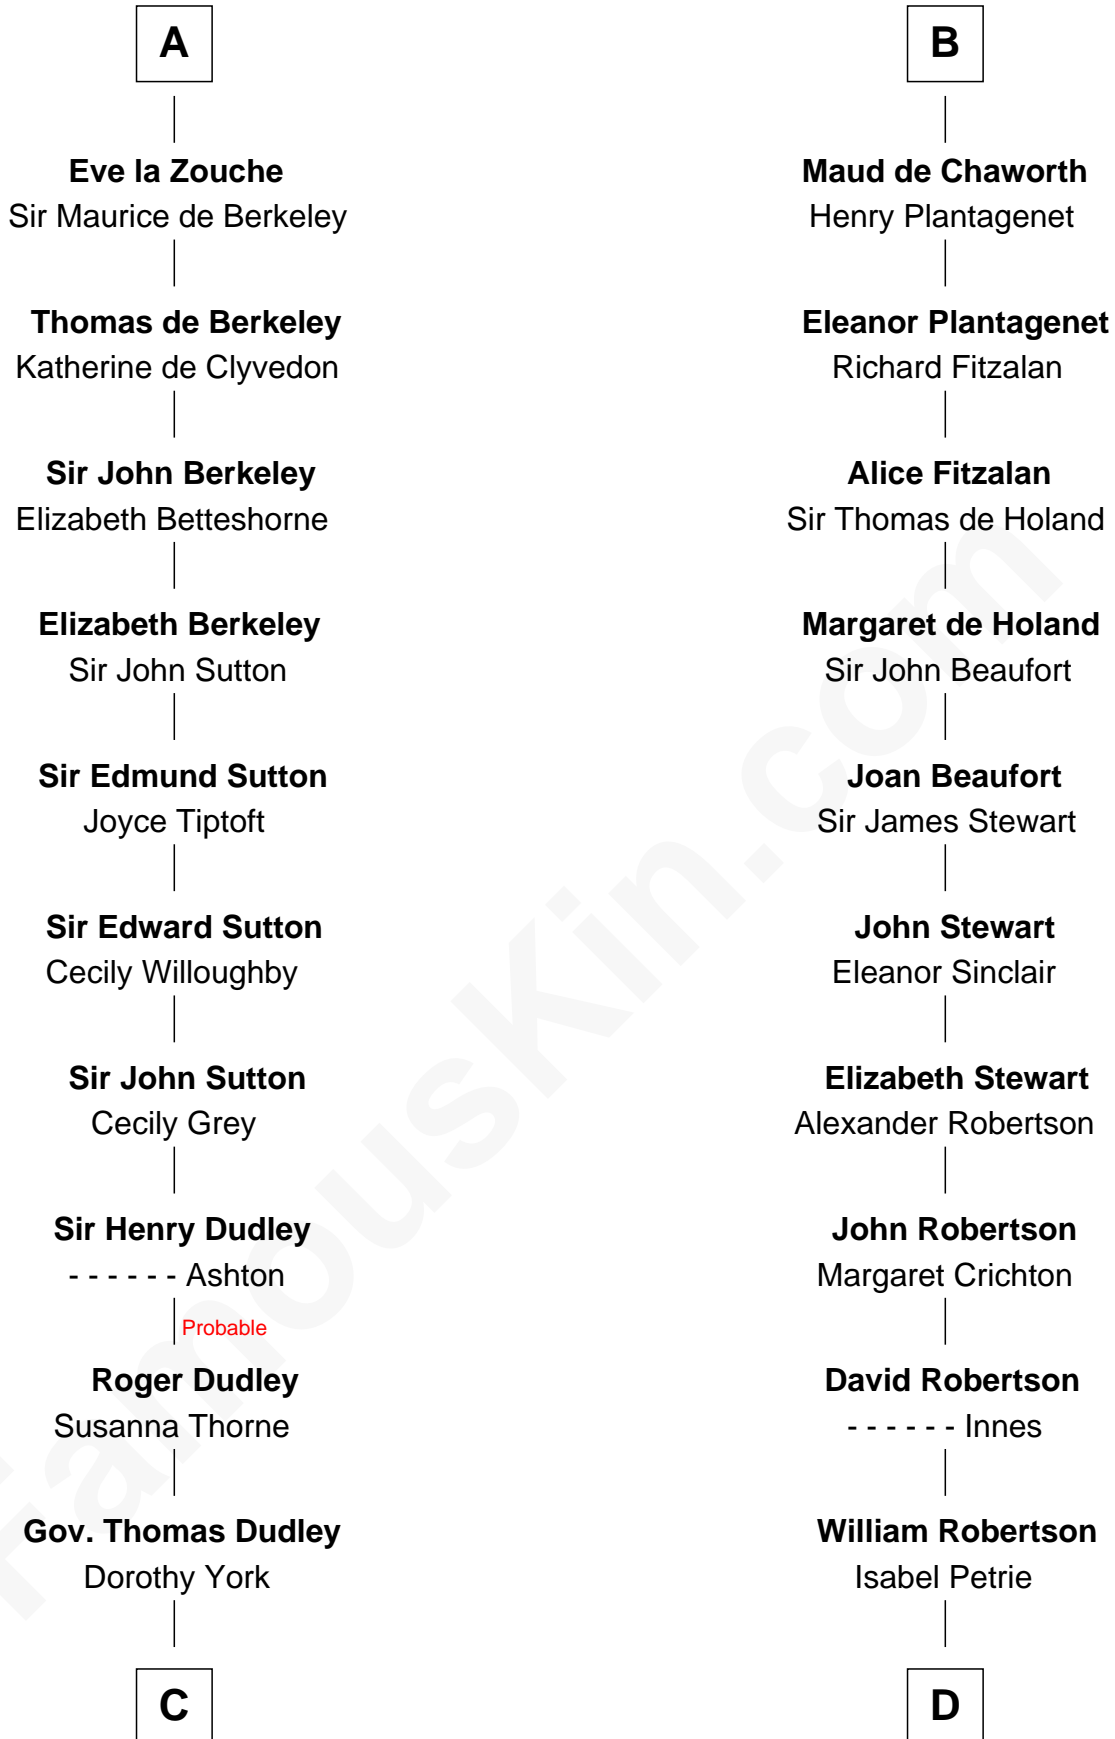 A
Eve la Zouche
Sir Maurice de Berkeley
Thomas de Berkeley
Katherine de Clyvedon
Sir John Berkeley
Elizabeth Betteshorne
Elizabeth Berkeley
Sir John Sutton
Sir Edmund Sutton
Joyce Tiptoft
Sir Edward Sutton
Cecily Willoughby
Sir John Sutton
Cecily Grey
Sir Henry Dudley
- - - - - - Ashton
Probable
Roger Dudley
Susanna Thorne
Gov. Thomas Dudley
Dorothy York
C
B
Maud de Chaworth
Henry Plantagenet
Eleanor Plantagenet
Richard Fitzalan
Alice Fitzalan
Sir Thomas de Holand
Margaret de Holand
Sir John Beaufort
Joan Beaufort
Sir James Stewart
John Stewart
Eleanor Sinclair
Elizabeth Stewart
Alexander Robertson
John Robertson
Margaret Crichton
David Robertson
- - - - - - Innes
William Robertson
Isabel Petrie
D
FamousKin.com